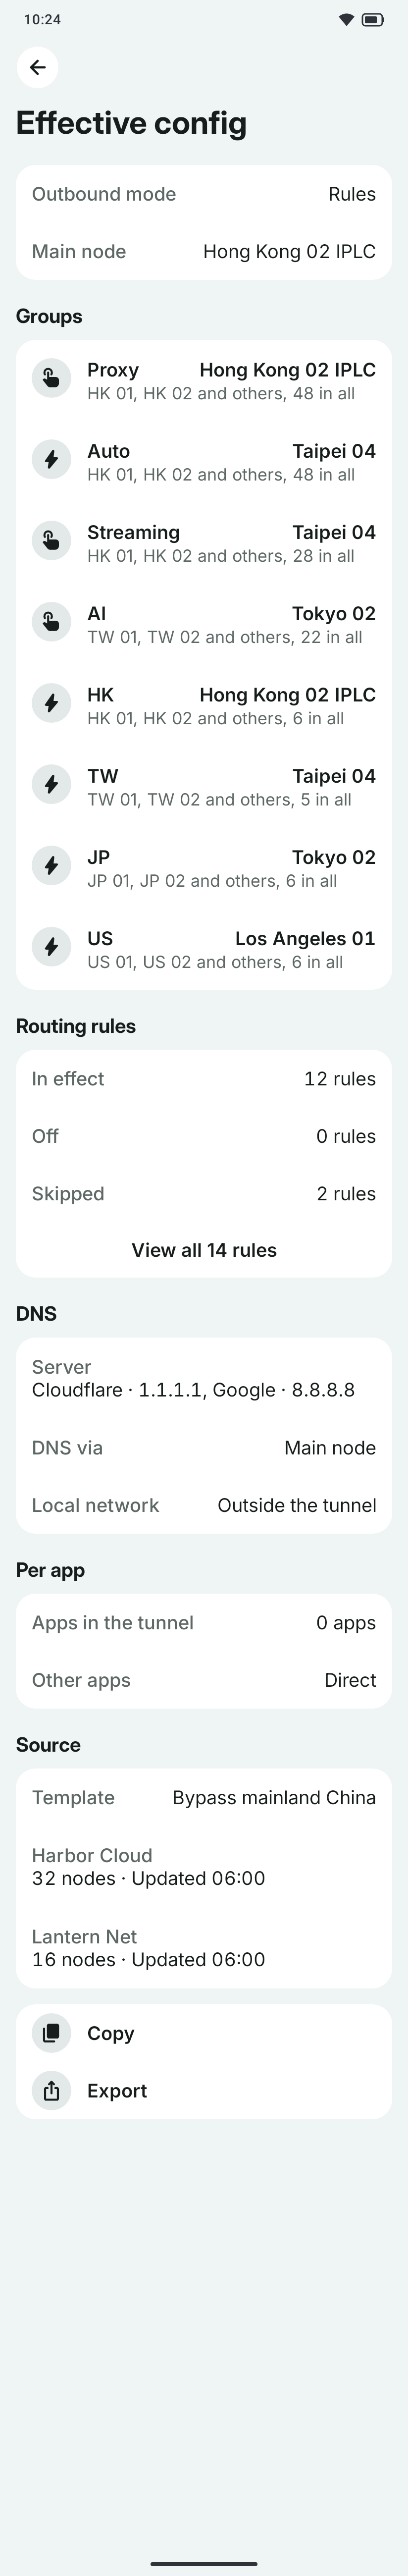 10:24
Effective config
Outbound mode Rules
Main node Hong Kong 02 IPLC
Groups
Proxy Hong Kong 02 IPLC
HK 01, HK 02 and others, 48 in all
Auto Taipei 04
HK 01, HK 02 and others, 48 in all
Streaming Taipei 04
HK 01, HK 02 and others, 28 in all
AI Tokyo 02
TW 01, TW 02 and others, 22 in all
HK Hong Kong 02 IPLC
HK 01, HK 02 and others, 6 in all
TW Taipei 04
TW 01, TW 02 and others, 5 in all
JP Tokyo 02
JP 01, JP 02 and others, 6 in all
US Los Angeles 01
US 01, US 02 and others, 6 in all
Routing rules
In effect 12 rules
Off 0 rules
Skipped 2 rules
View all 14 rules
DNS
Server
Cloudflare · 1.1.1.1, Google · 8.8.8.8
DNS via Main node
Local network Outside the tunnel
Per app
Apps in the tunnel 0 apps
Other apps Direct
Source
Template Bypass mainland China
Harbor Cloud
32 nodes · Updated 06:00
Lantern Net
16 nodes · Updated 06:00
Copy
Export